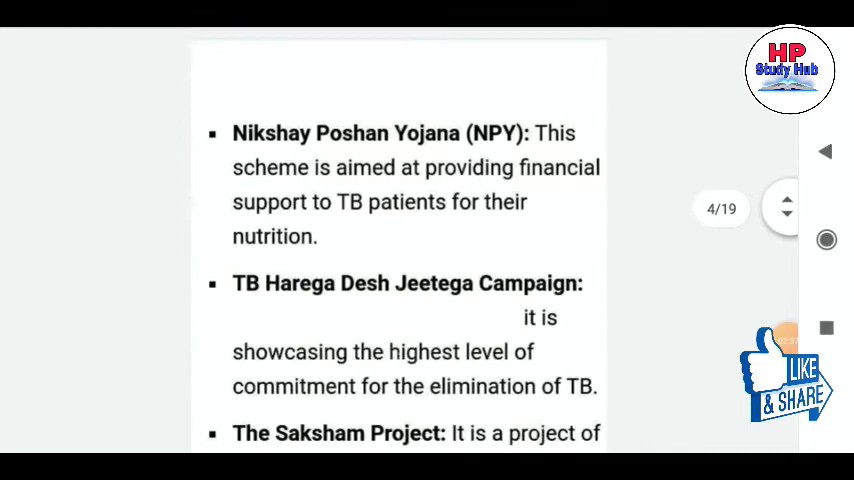 HP
Study Hub
▪ Nikshay Poshan Yojana (NPY): This
scheme is aimed at providing financial
support to TB patients for their
nutrition.
4/19
▪ TB Harega Desh Jeetega Campaign:
it is
showcasing the highest level of
commitment for the elimination of TB.
▪ The Saksham Project: It is a project of
LIKE
& SHARE